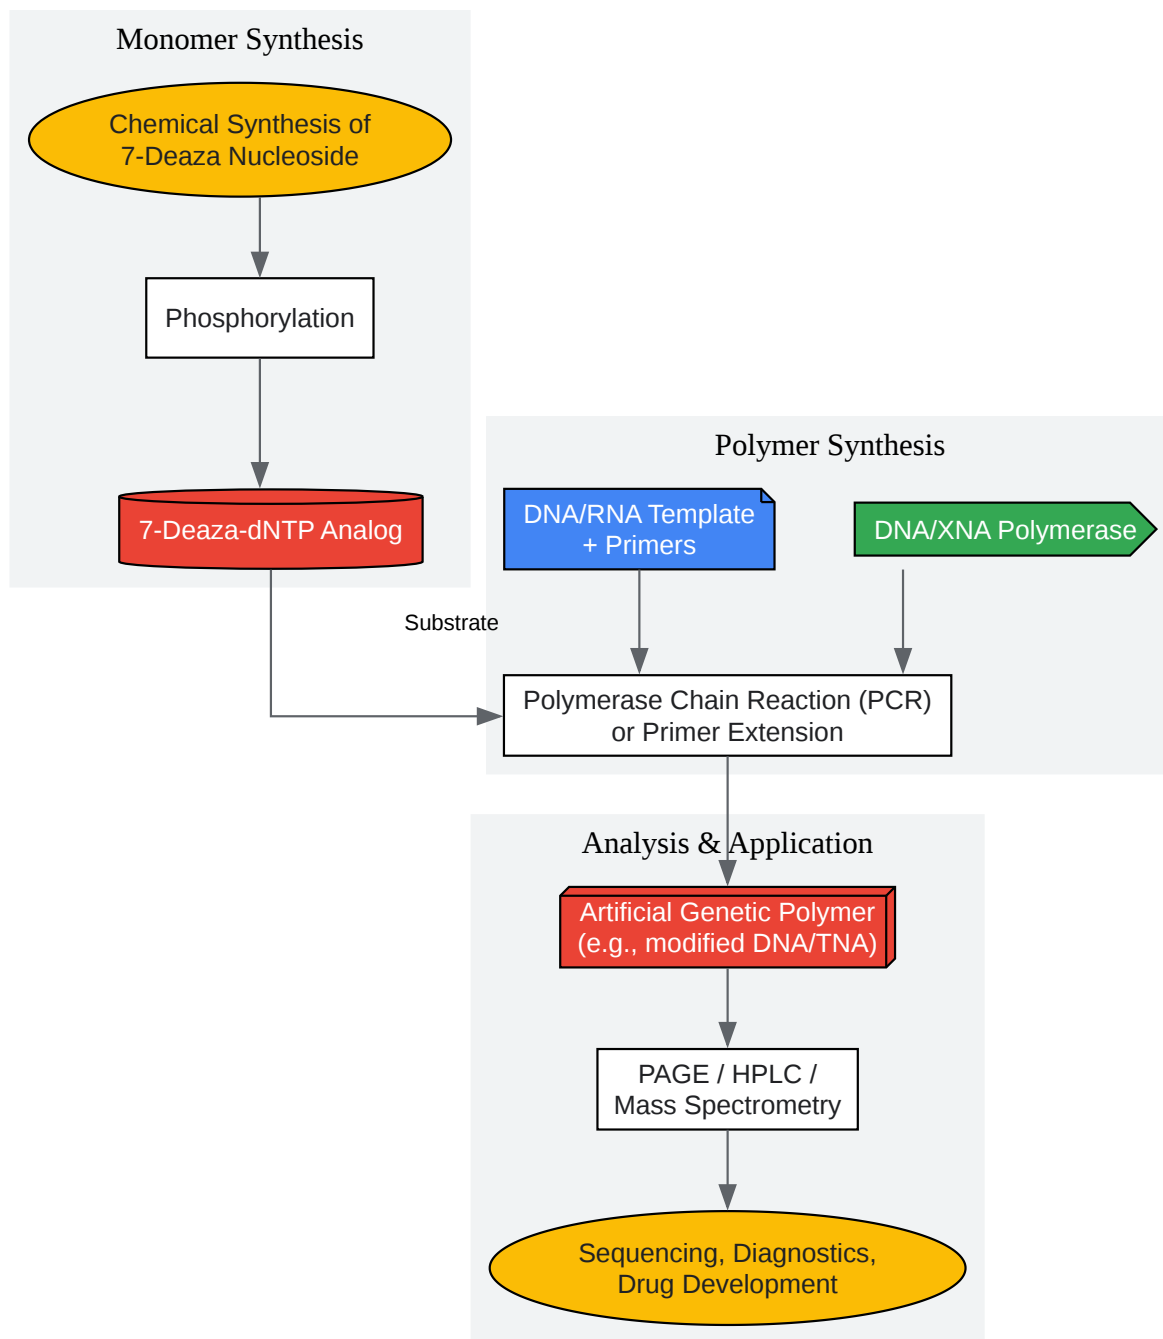 Monomer Synthesis
Chemical Synthesis of
7-Deaza Nucleoside
Phosphorylation
7-Deaza-dNTP Analog
Substrate
Polymer Synthesis
DNA/RNA Template
+ Primers
DNA/XNA Polymerase
Polymerase Chain Reaction (PCR)
or Primer Extension
Analysis & Application
Artificial Genetic Polymer
(e.g., modified DNA/TNA)
PAGE / HPLC /
Mass Spectrometry
Sequencing, Diagnostics,
Drug Development